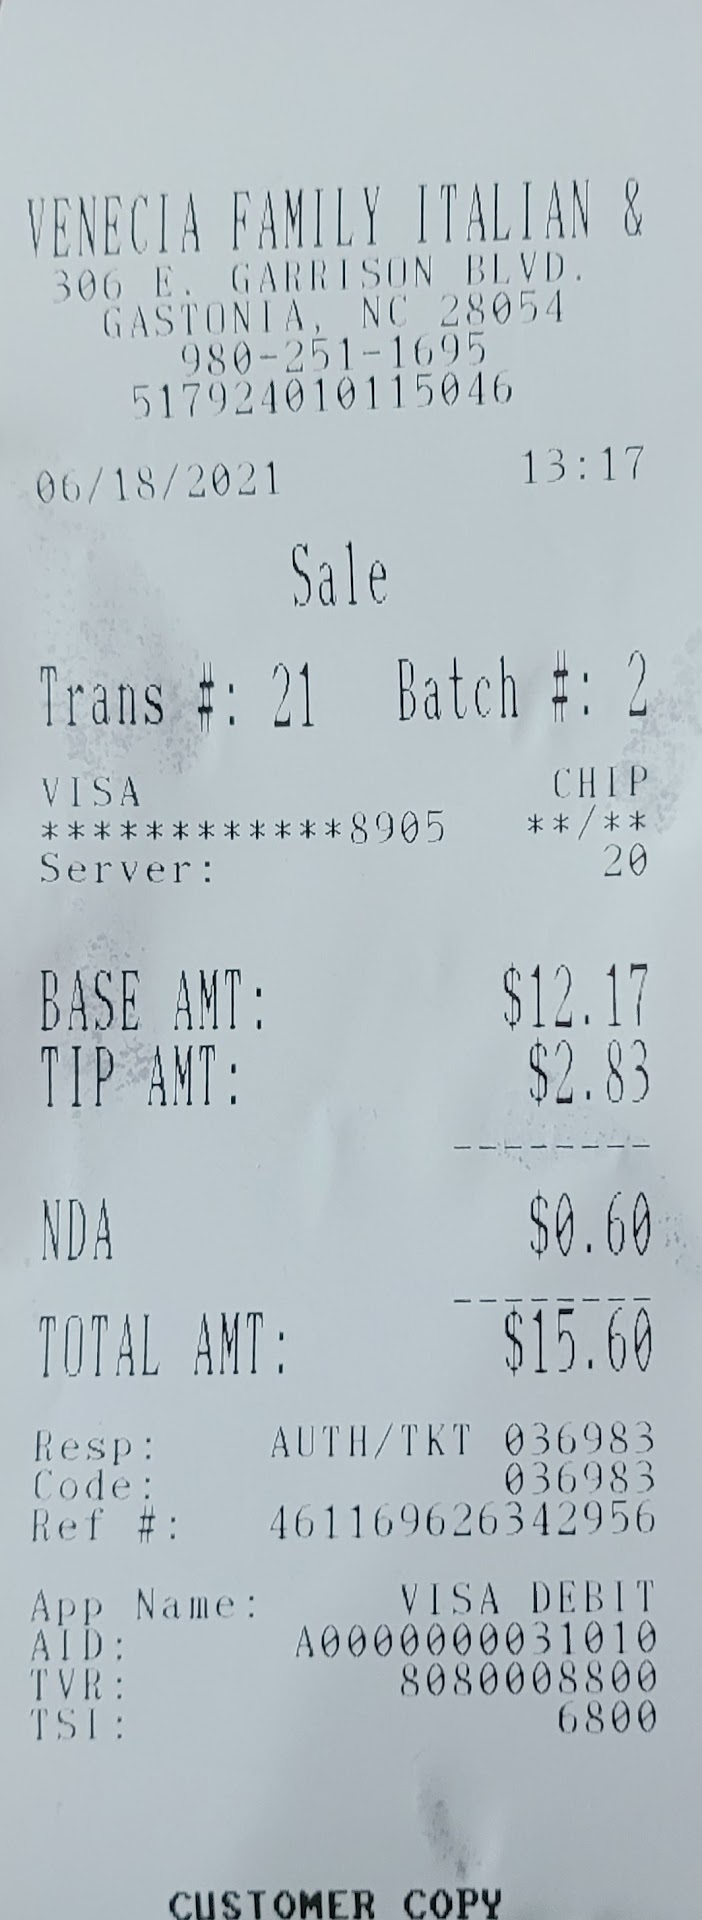 VENECIA FAMILY ITALIAN &
306 E. GARRISON BLVD.
GASTONIA, NC 28054
980-251-1695
517924010115046
06/18/2021 13:17
Sale
Trans #: 21 Batch #: 2
VISA CHIP
************8905 **/**
Server: 20
BASE AMT: $12.17
TIP AMT: $2.83
--------
NDA $0.60
--------
TOTAL AMT: $15.60
Resp: AUTH/TKT 036983
Code: 036983
Ref #: 461169626342956
App Name: VISA DEBIT
AID: A0000000031010
TVR: 8080008800
TSI: 6800
CUSTOMER COPY